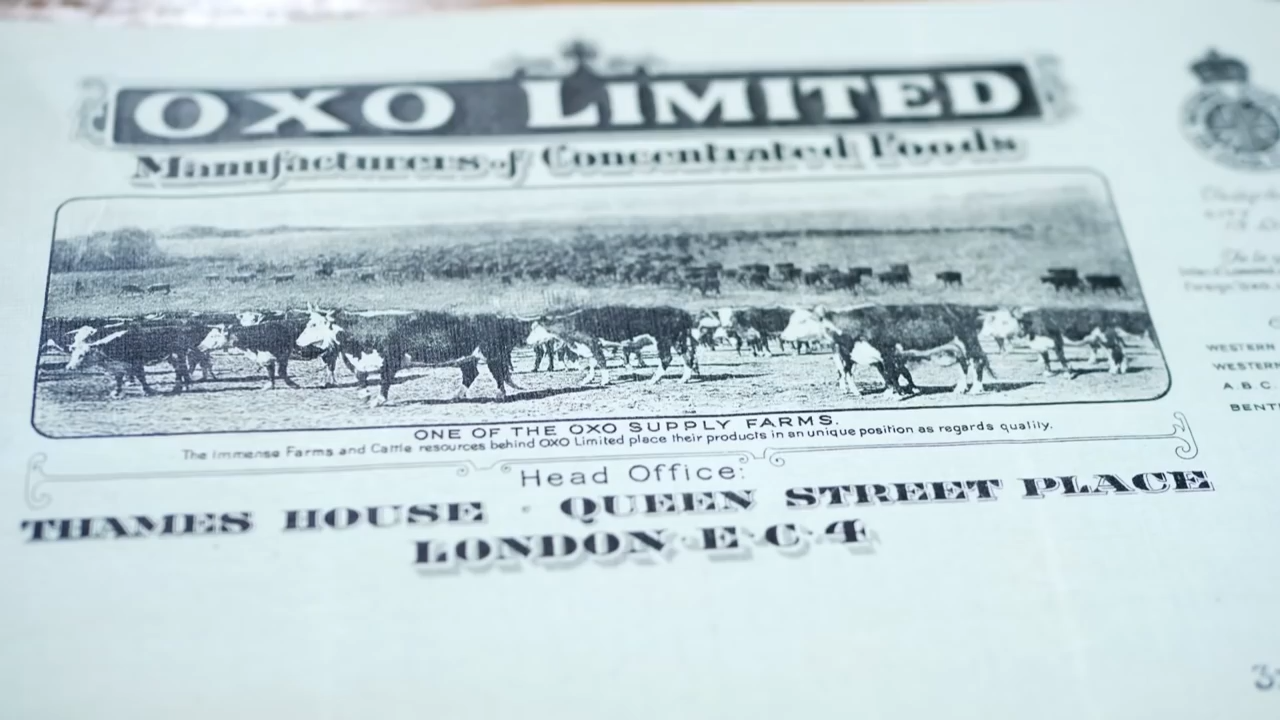 OXO LIMITED
Manufacturers of Concentrated Foods
ONE OF THE OXO SUPPLY FARMS.
The Immense Farms and Cattle resources behind OXO Limited place their products in an unique position as regards quality.
Head Office:
THAMES HOUSE · QUEEN STREET PLACE
LONDON · E · C · 4
WESTERN
WESTERN
A.B.C.
BENT